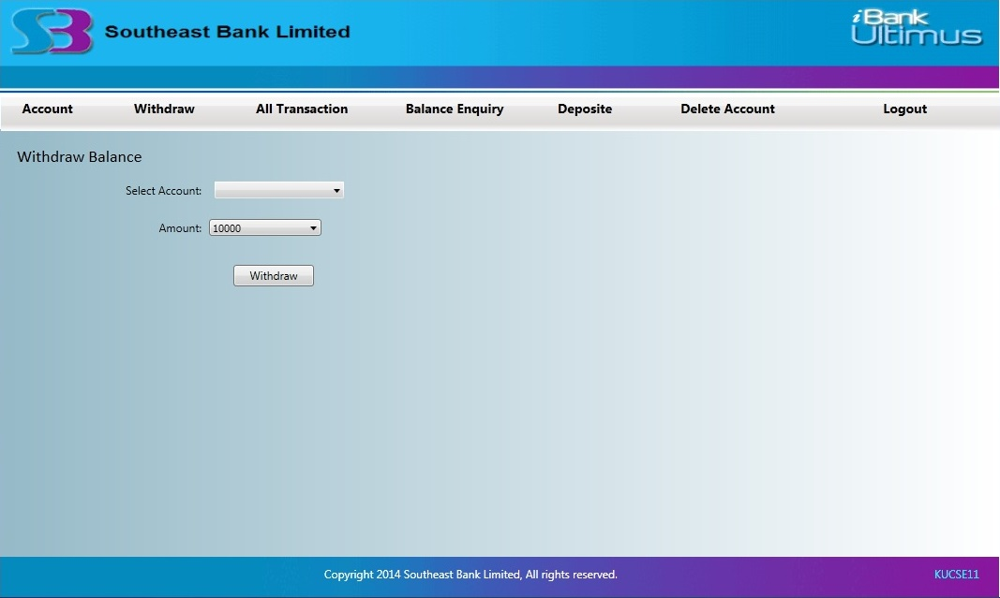 SB Southeast Bank Limited
iBank
Ultimus
Account Withdraw All Transaction Balance Enquiry Deposite Delete Account Logout
Withdraw Balance
Select Account:
Amount: 10000
Withdraw
Copyright 2014 Southeast Bank Limited, All rights reserved. KUCSE11